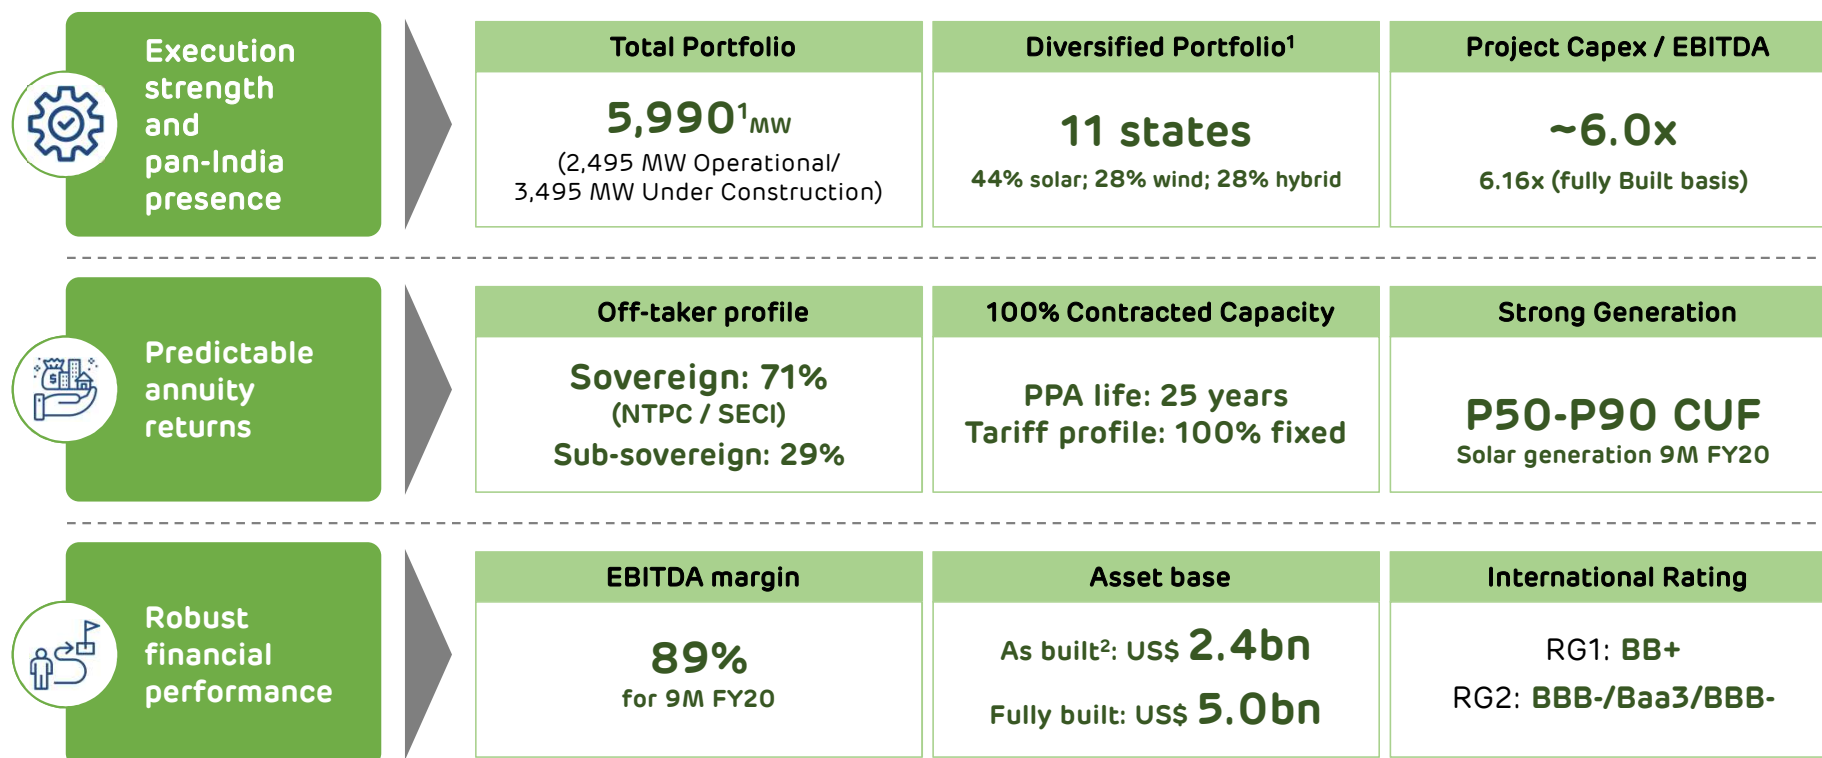 Execution
strength
and
pan-India
presence
Total Portfolio
5,990¹MW
(2,495 MW Operational/
3,495 MW Under Construction)
Diversified Portfolio¹
11 states
44% solar; 28% wind; 28% hybrid
Project Capex / EBITDA
~6.0x
6.16x (fully Built basis)
Predictable
annuity
returns
Off-taker profile
Sovereign: 71%
(NTPC / SECI)
Sub-sovereign: 29%
100% Contracted Capacity
PPA life: 25 years
Tariff profile: 100% fixed
Strong Generation
P50-P90 CUF
Solar generation 9M FY20
Robust
financial
performance
EBITDA margin
89%
for 9M FY20
Asset base
As built²: US$ 2.4bn
Fully built: US$ 5.0bn
International Rating
RG1: BB+
RG2: BBB-/Baa3/BBB-